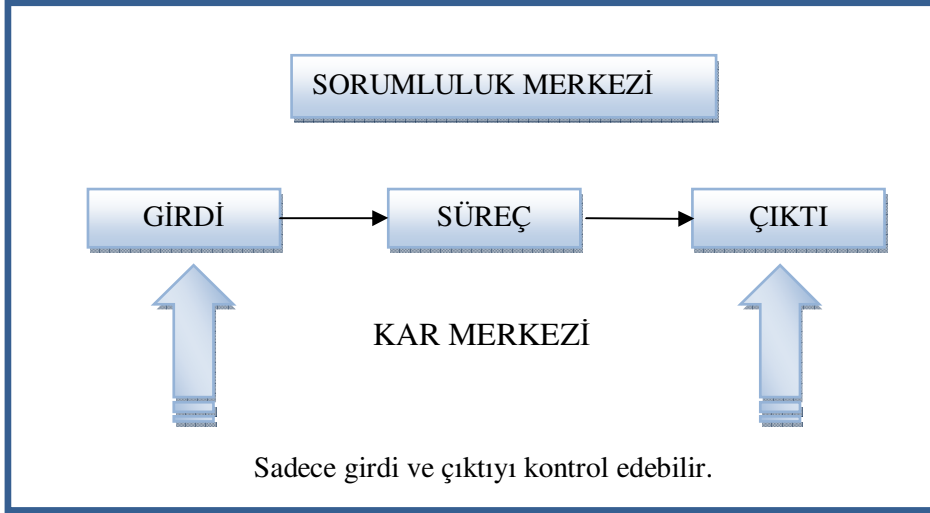 SORUMLULUK MERKEZİ
GİRDİ SÜREÇ ÇIKTI
KAR MERKEZİ
Sadece girdi ve çıktıyı kontrol edebilir.